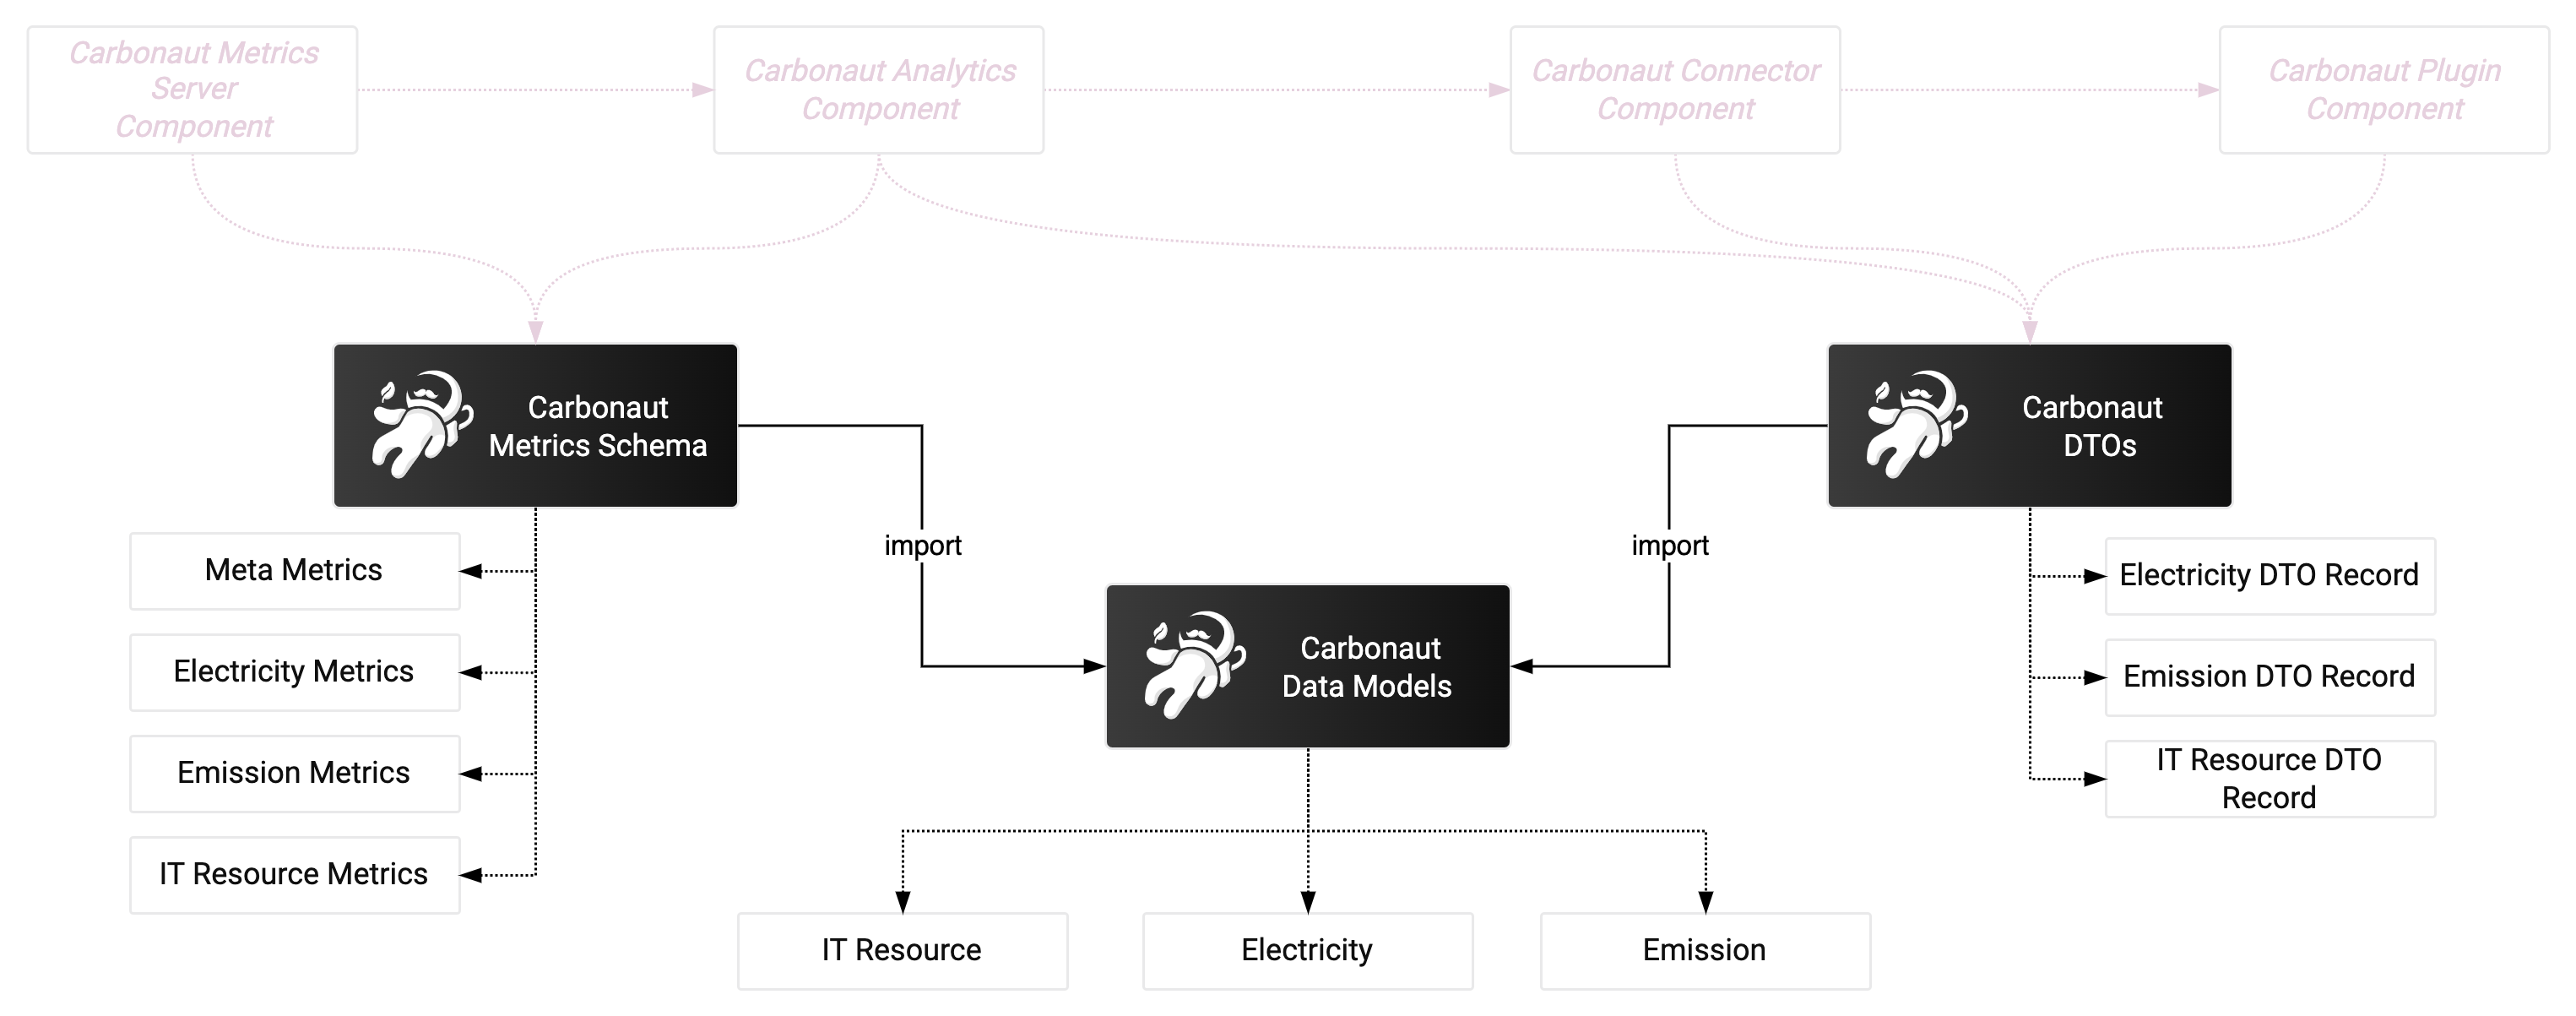 Carbonaut Metrics
Server
Component
Carbonaut Analytics
Component
Carbonaut Connector
Component
Carbonaut Plugin
Component
Carbonaut
Metrics Schema
Carbonaut
DTOs
import
import
Meta Metrics
Electricity Metrics
Emission Metrics
IT Resource Metrics
Carbonaut
Data Models
Electricity DTO Record
Emission DTO Record
IT Resource DTO
Record
IT Resource
Electricity
Emission